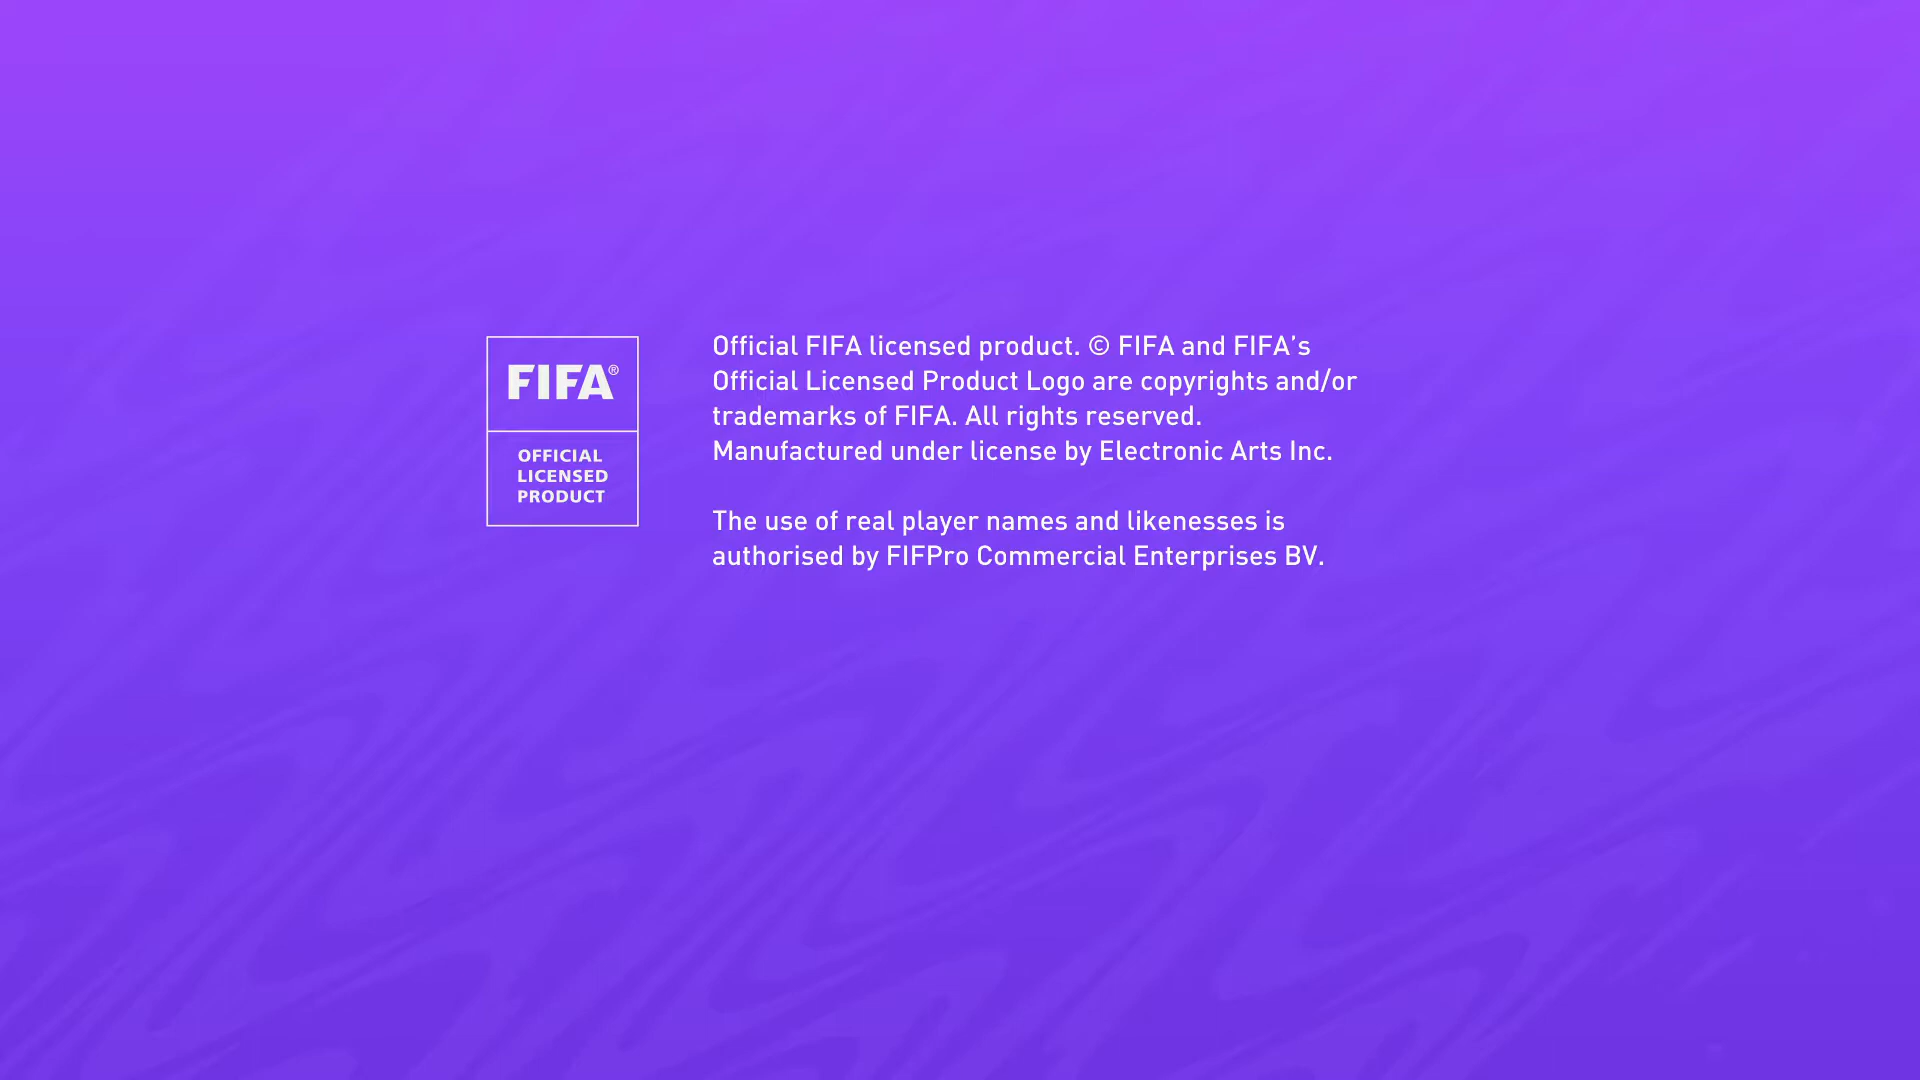 FIFA®
OFFICIAL
LICENSED
PRODUCT
Official FIFA licensed product. © FIFA and FIFA’s
Official Licensed Product Logo are copyrights and/or
trademarks of FIFA. All rights reserved.
Manufactured under license by Electronic Arts Inc.
The use of real player names and likenesses is
authorised by FIFPro Commercial Enterprises BV.